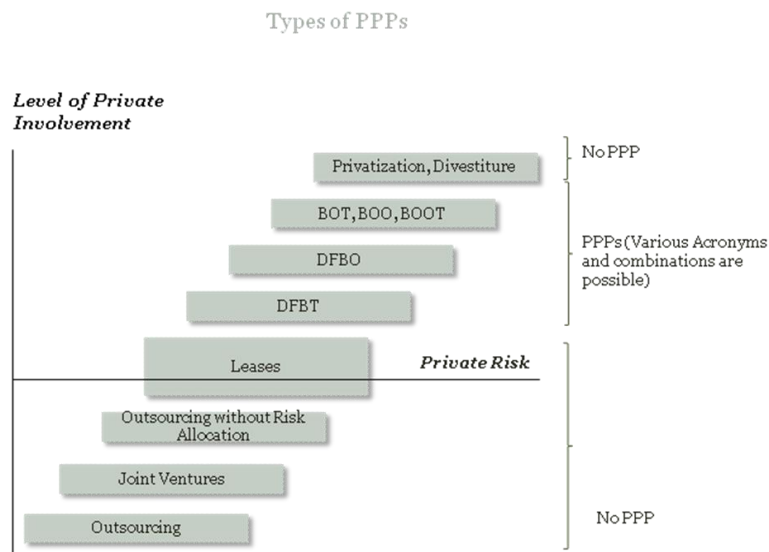 Types of PPPs
Level of Private
Involvement
Privatization, Divestiture
No PPP
BOT, BOO, BOOT
PPPs (Various Acronyms
and combinations are
possible)
DFBO
DFBT
Leases
Private Risk
Outsourcing without Risk
Allocation
Joint Ventures
Outsourcing
No PPP